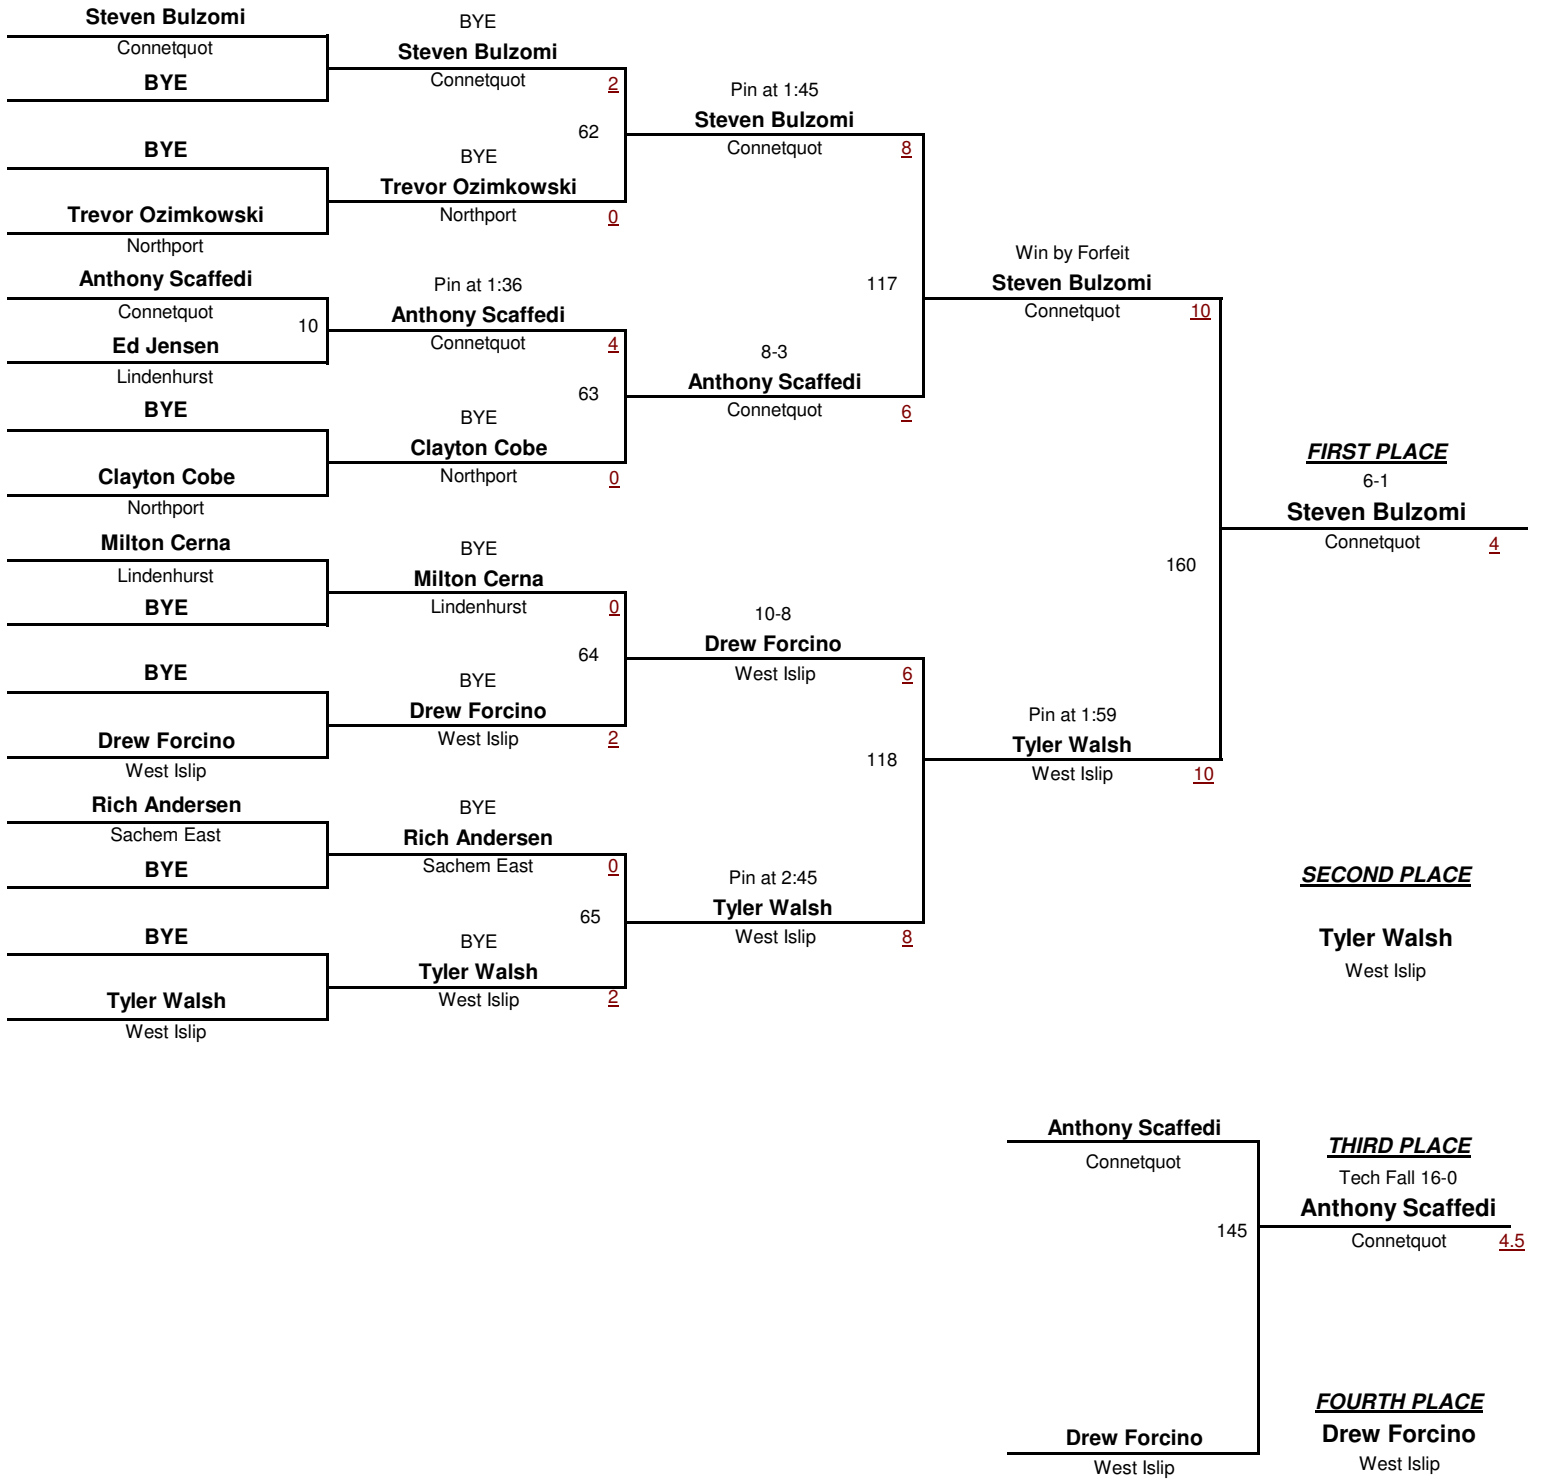 Steven Bulzomi
Connetquot
BYE
BYE
Trevor Ozimkowski
Northport
Anthony Scaffedi
Connetquot
10
Ed Jensen
Lindenhurst
BYE
Clayton Cobe
Northport
Milton Cerna
Lindenhurst
BYE
BYE
Drew Forcino
West Islip
Rich Andersen
Sachem East
BYE
BYE
Tyler Walsh
West Islip
BYE
Steven Bulzomi
Connetquot
2
62
BYE
Trevor Ozimkowski
Northport
0
Pin at 1:36
Anthony Scaffedi
Connetquot
4
63
BYE
Clayton Cobe
Northport
0
BYE
Milton Cerna
Lindenhurst
0
64
BYE
Drew Forcino
West Islip
2
BYE
Rich Andersen
Sachem East
0
65
BYE
Tyler Walsh
West Islip
2
Pin at 1:45
Steven Bulzomi
Connetquot
8
117
8-3
Anthony Scaffedi
Connetquot
6
10-8
Drew Forcino
West Islip
6
118
Pin at 2:45
Tyler Walsh
West Islip
8
Win by Forfeit
Steven Bulzomi
Connetquot
10
160
Pin at 1:59
Tyler Walsh
West Islip
10
FIRST PLACE
6-1
Steven Bulzomi
Connetquot
4
SECOND PLACE
Tyler Walsh
West Islip
Anthony Scaffedi
Connetquot
145
Drew Forcino
West Islip
THIRD PLACE
Tech Fall 16-0
Anthony Scaffedi
Connetquot
4.5
FOURTH PLACE
Drew Forcino
West Islip